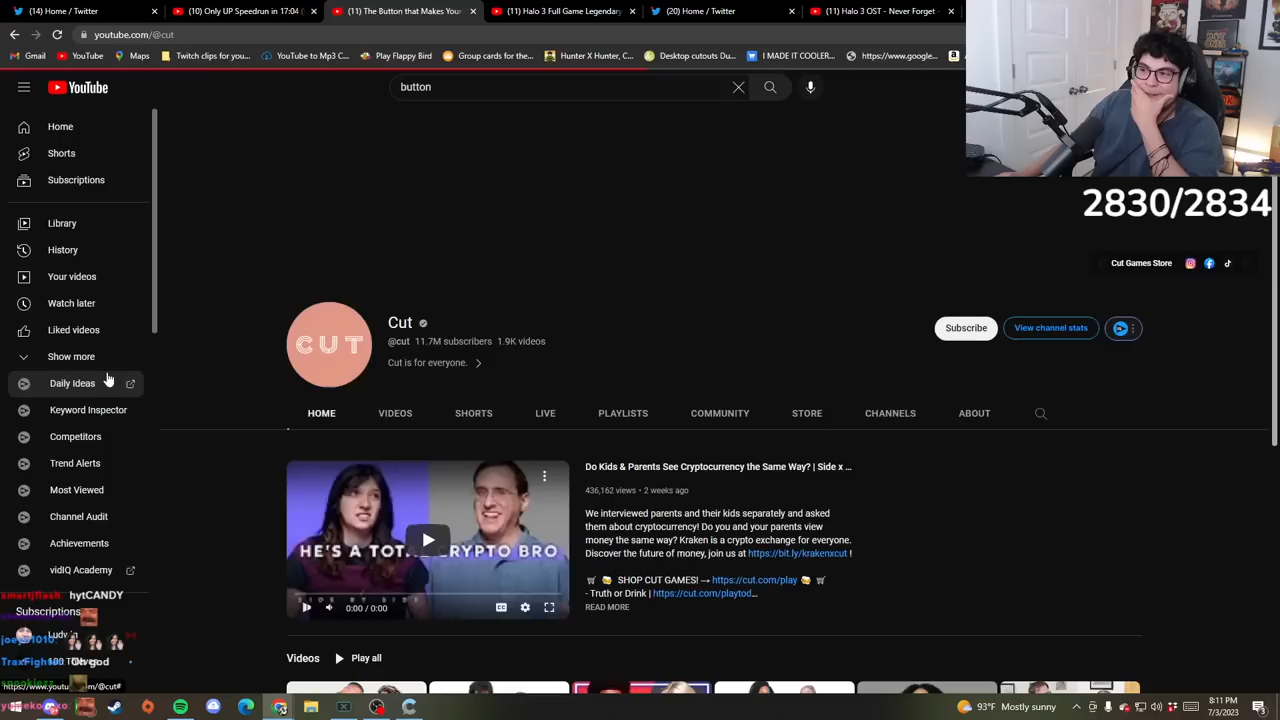 (14) Home / Twitter
(10) Only UP Speedrun in 17:04 (
(11) The Button that Makes Your
(11) Halo 3 Full Game Legendary
(20) Home / Twitter
(11) Halo 3 OST - Never Forget -
youtube.com/@cut
Gmail
YouTube
Maps
Twitch clips for you...
YouTube to Mp3 C...
Play Flappy Bird
Group cards for the...
Hunter X Hunter, C...
Desktop cutouts Du...
I MADE IT COOLER...
https://www.google...
YouTube
button
Home
Shorts
Subscriptions
Library
History
Your videos
Watch later
Liked videos
Show more
Daily Ideas
Keyword Inspector
Competitors
Trend Alerts
Most Viewed
Channel Audit
Achievements
vidIQ Academy
Subscriptions
2830/2834
Cut Games Store
CUT
Cut
@cut 11.7M subscribers 1.9K videos
Cut is for everyone.
Subscribe
View channel stats
HOME
VIDEOS
SHORTS
LIVE
PLAYLISTS
COMMUNITY
STORE
CHANNELS
ABOUT
0:00 / 0:00
Do Kids & Parents See Cryptocurrency the Same Way? | Side x ...
436,162 views • 2 weeks ago
We interviewed parents and their kids separately and asked
them about cryptocurrency! Do you and your parents view
money the same way? Kraken is a crypto exchange for everyone.
Discover the future of money, join us at https://bit.ly/krakenxcut !
SHOP CUT GAMES! → https://cut.com/play
- Truth or Drink | https://cut.com/playtod...
READ MORE
Videos
Play all
smartjflash hytCANDY
TraxFighter: Oh god
https://www.youtube.com/@cut#
93°F Mostly sunny
8:11 PM
7/3/2023